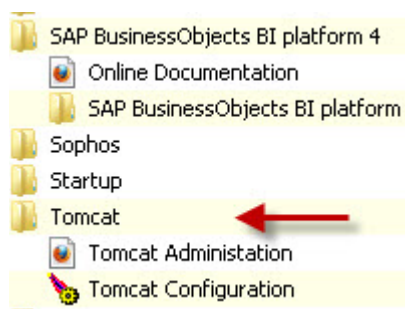 SAP BusinessObjects BI platform 4
Online Documentation
SAP BusinessObjects BI platform
Sophos
Startup
Tomcat
Tomcat Administation
Tomcat Configuration